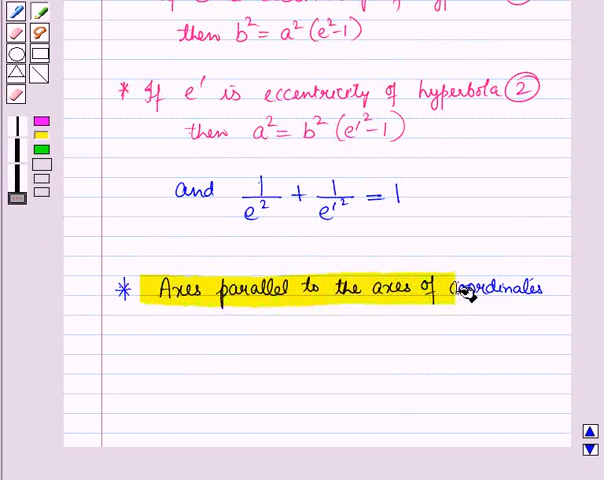 then b² = a² (e²-1)
* If e' is eccentricity of hyperbola ②
then a² = b² (e'²-1)
and 1/e² + 1/e'² = 1
* Axes parallel to the axes of coordinates